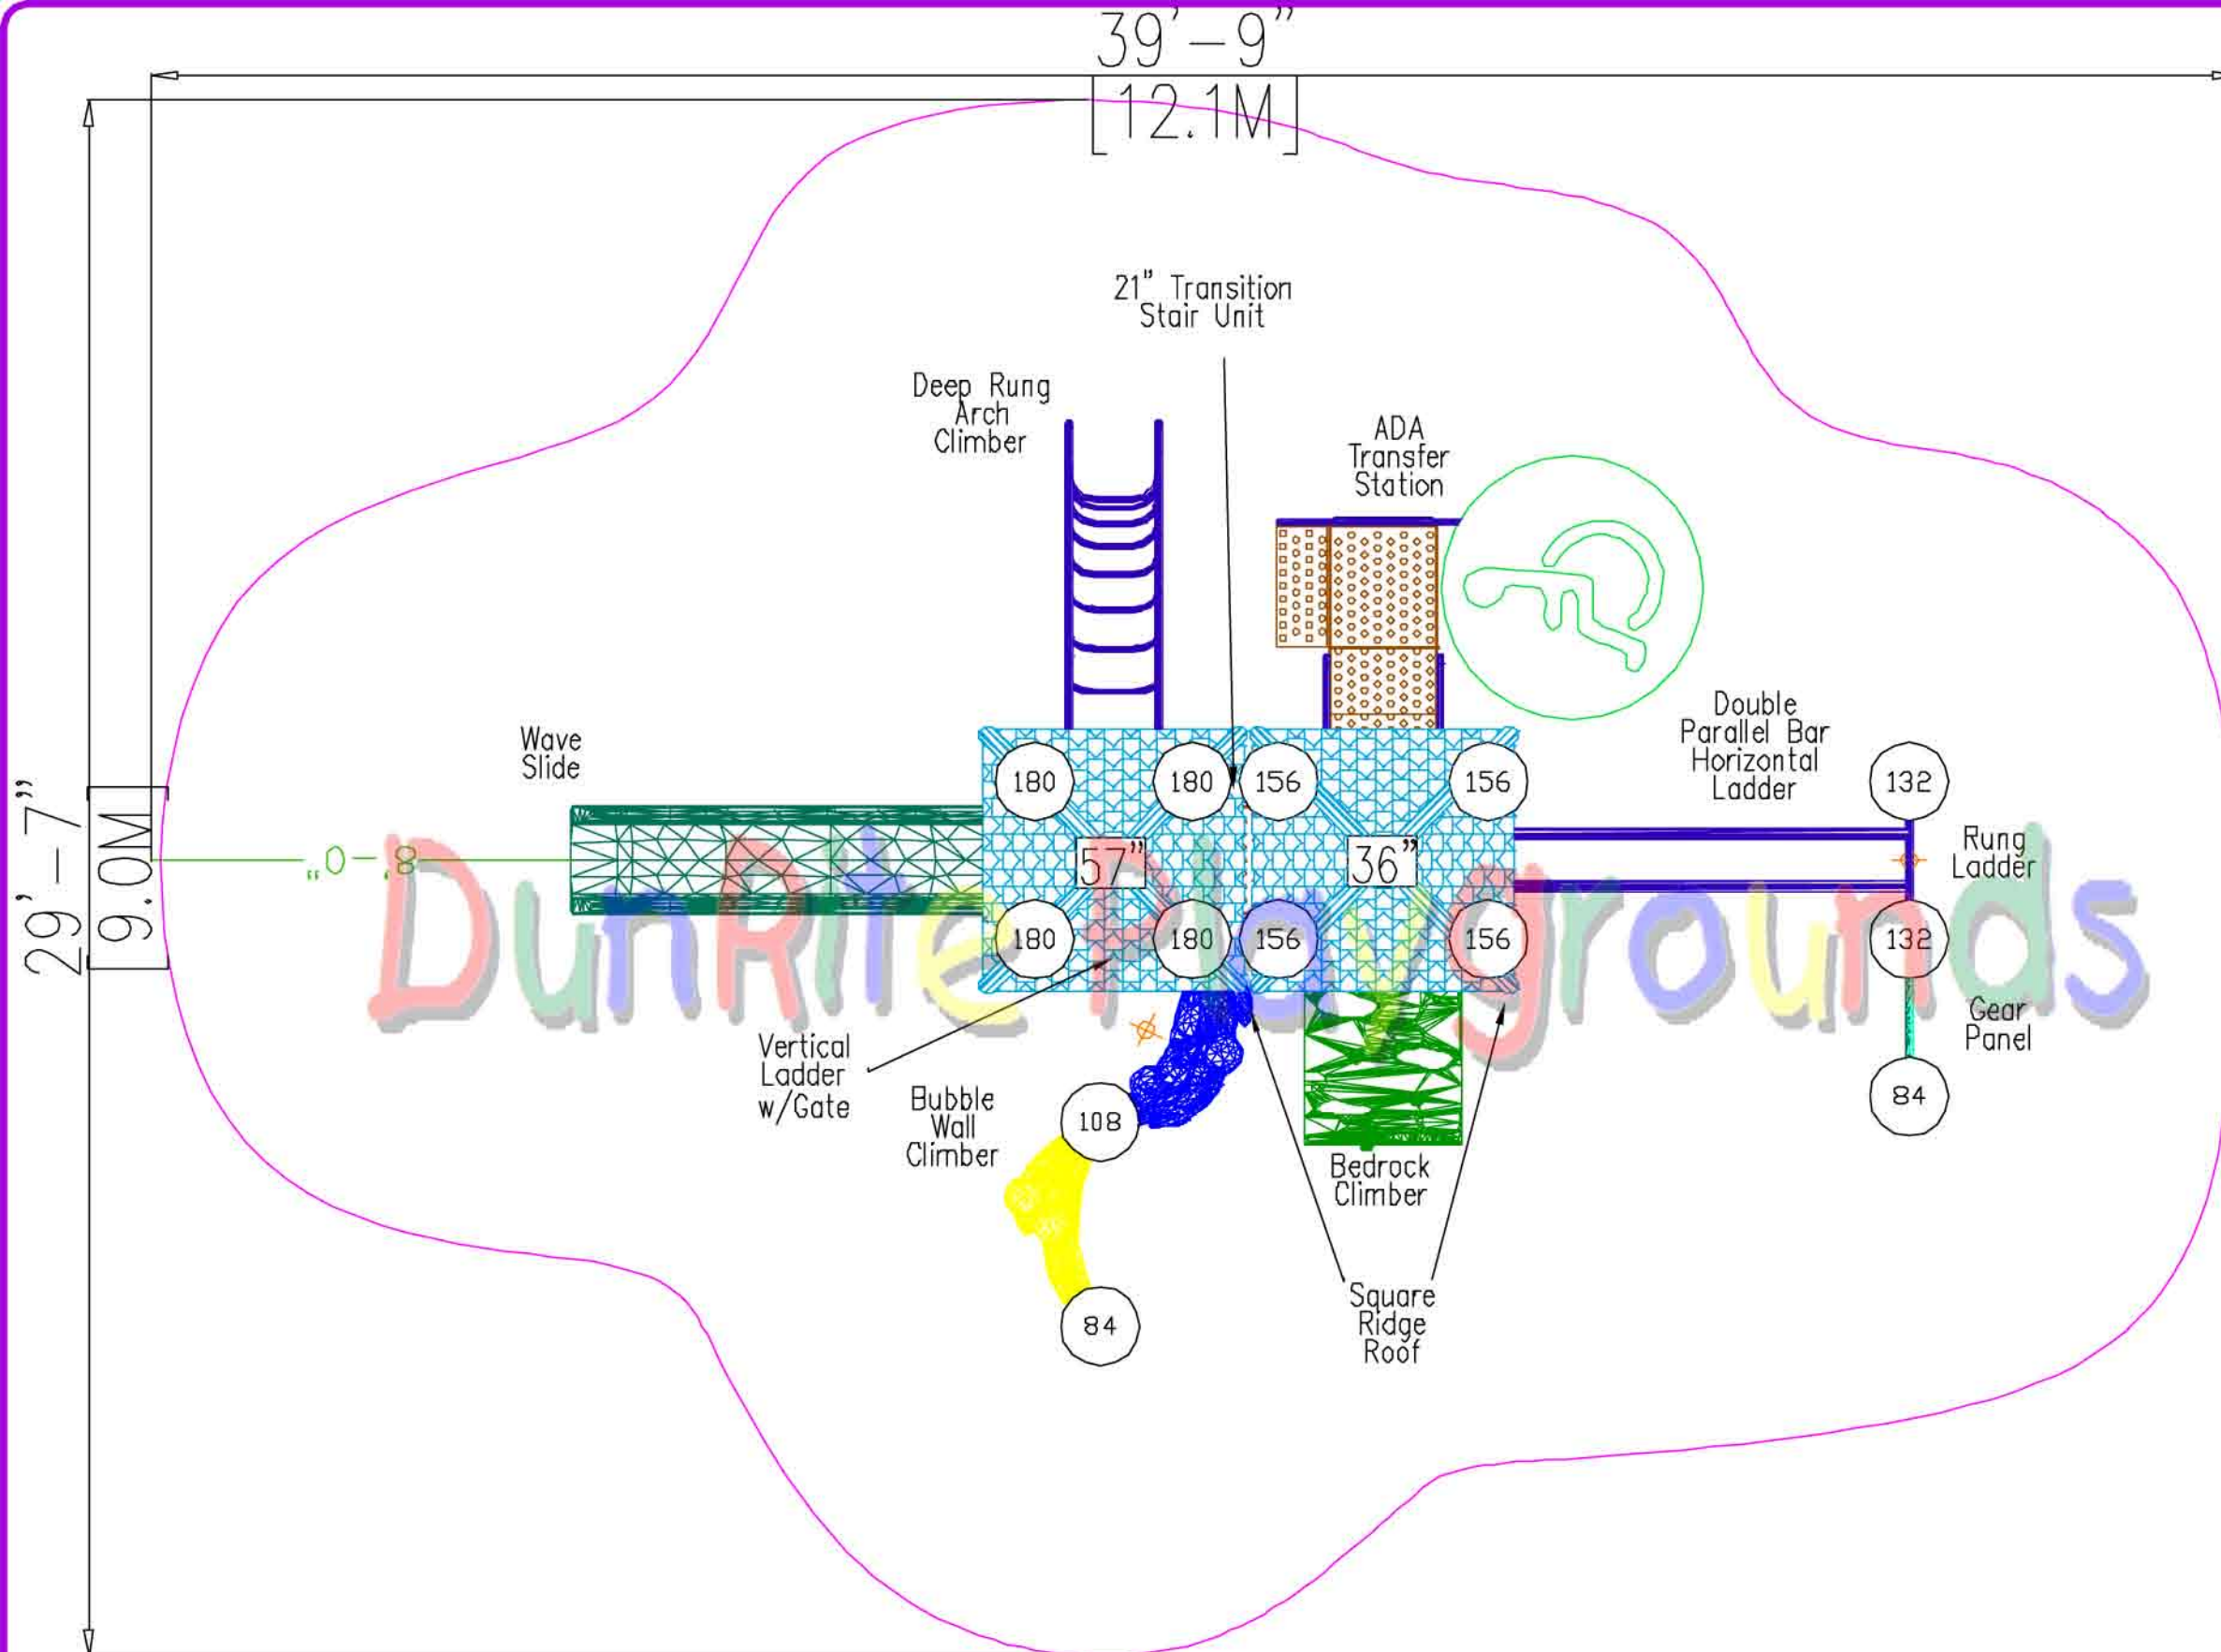 39'-9"
[12.1M]
21" Transition
Stair Unit
Deep Rung
Arch
Climber
ADA
Transfer
Station
Double
Parallel Bar
Horizontal
Ladder
Wave
Slide
180
180
156
156
132
29'-7"
[9.0M]
8'-0"
57"
36"
Rung
Ladder
DunRite Playgrounds
180
180
156
156
132
Gear
Panel
Vertical
Ladder
w/Gate
Bubble
Wall
Climber
108
84
Bedrock
Climber
Square
Ridge
Roof
84